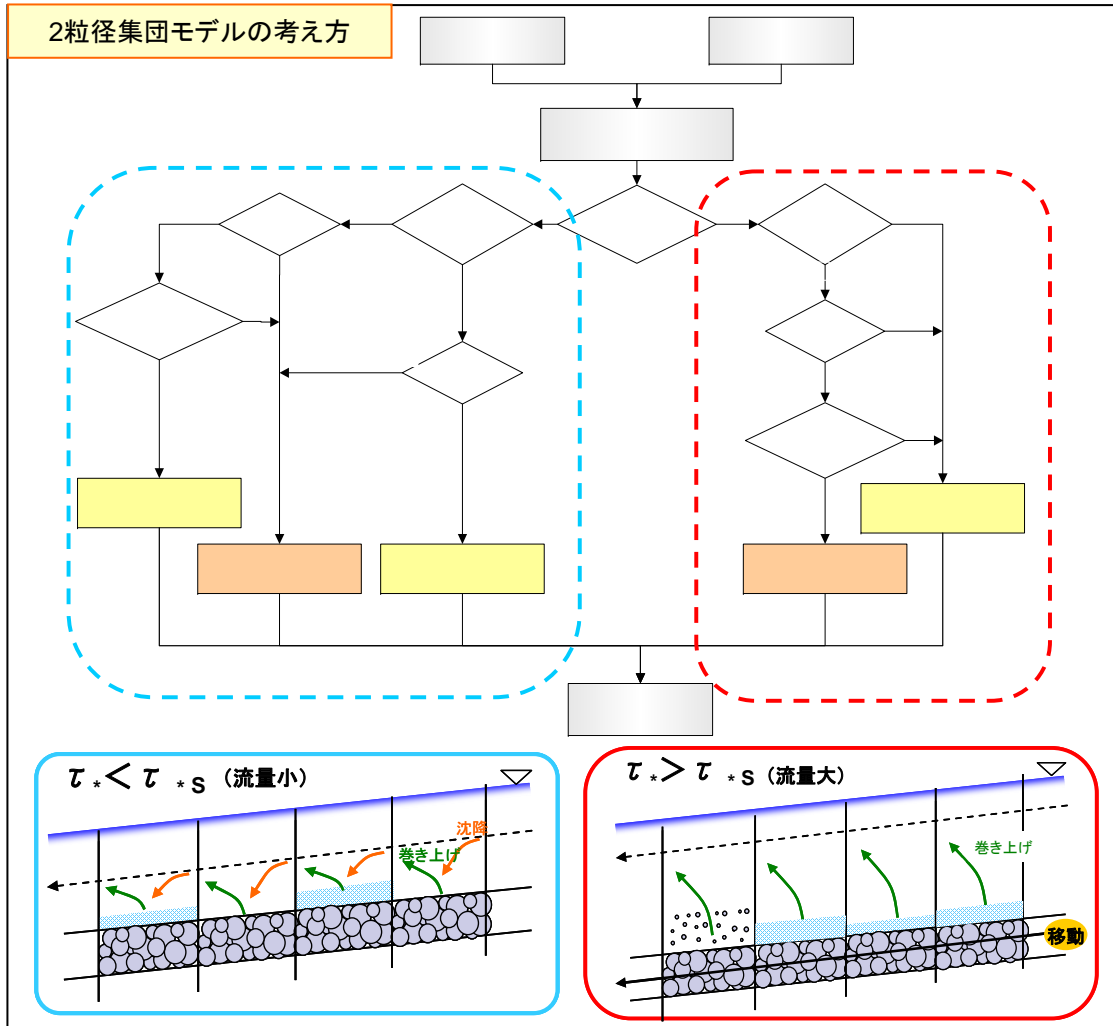 2粒径集団モデルの考え方
τ*<τ*S (流量小)
沈降
巻き上げ
τ*>τ*S (流量大)
巻き上げ
移動